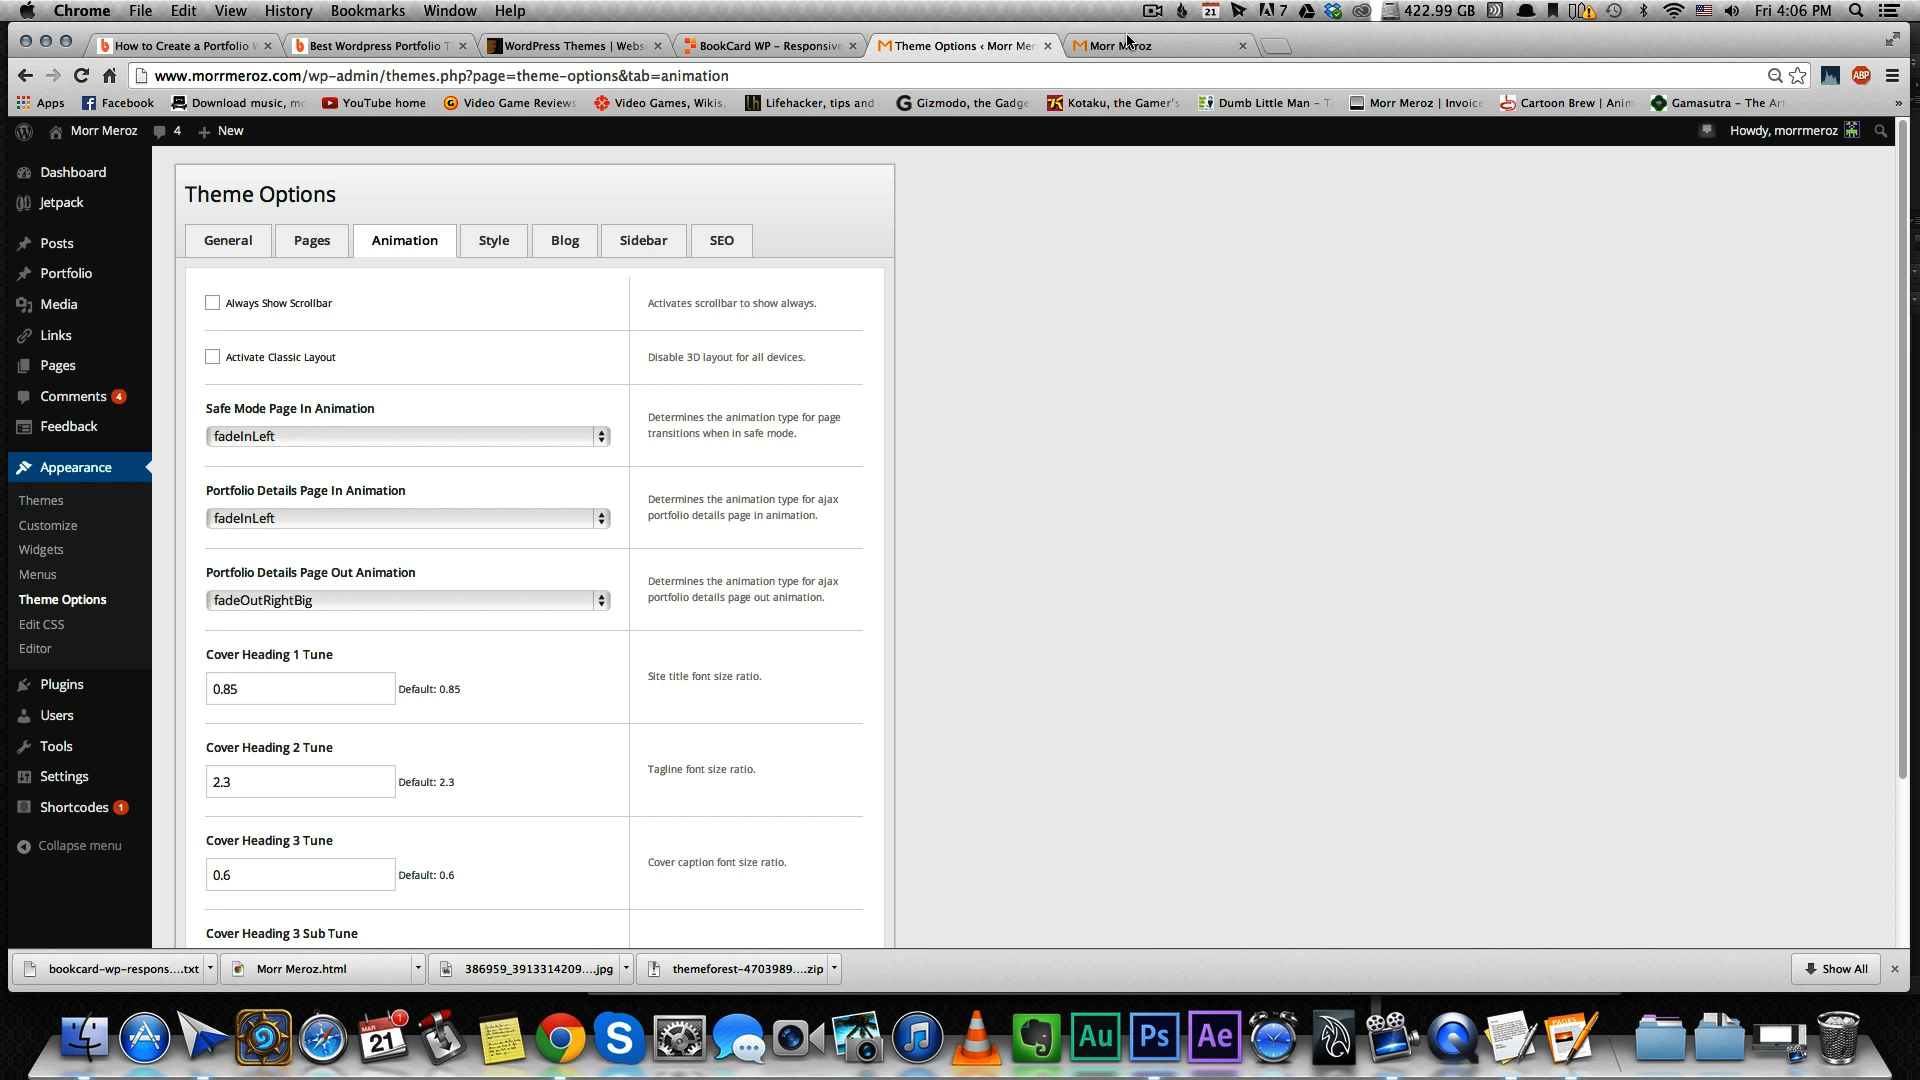 Chrome File Edit View History Bookmarks Window Help
21 7 422.99 GB Fri 4:06 PM
How to Create a Portfolio W Best Wordpress Portfolio T WordPress Themes | Webs BookCard WP – Responsive Theme Options ‹ Morr Mer Morr Meroz
www.morrmeroz.com/wp-admin/themes.php?page=theme-options&tab=animation
ABP
Apps Facebook Download music, mo YouTube home Video Game Reviews Video Games, Wikis, Lifehacker, tips and Gizmodo, the Gadge Kotaku, the Gamer's Dumb Little Man – T Morr Meroz | Invoice Cartoon Brew | Anim Gamasutra – The Art »
Morr Meroz 4 New Howdy, morrmeroz
Dashboard
Jetpack
Posts
Portfolio
Media
Links
Pages
Comments 4
Feedback
Appearance
Themes
Customize
Widgets
Menus
Theme Options
Edit CSS
Editor
Plugins
Users
Tools
Settings
Shortcodes 1
Collapse menu
Theme Options
General Pages Animation Style Blog Sidebar SEO
Always Show Scrollbar
Activates scrollbar to show always.
Activate Classic Layout
Disable 3D layout for all devices.
Safe Mode Page In Animation
fadeInLeft
Determines the animation type for page
transitions when in safe mode.
Portfolio Details Page In Animation
fadeInLeft
Determines the animation type for ajax
portfolio details page in animation.
Portfolio Details Page Out Animation
fadeOutRightBig
Determines the animation type for ajax
portfolio details page out animation.
Cover Heading 1 Tune
0.85 Default: 0.85
Site title font size ratio.
Cover Heading 2 Tune
2.3 Default: 2.3
Tagline font size ratio.
Cover Heading 3 Tune
0.6 Default: 0.6
Cover caption font size ratio.
Cover Heading 3 Sub Tune
bookcard-wp-respons....txt Morr Meroz.html 386959_3913314209....jpg themeforest-4703989....zip Show All
MAR 21 1 Au Ps Ae PAGES